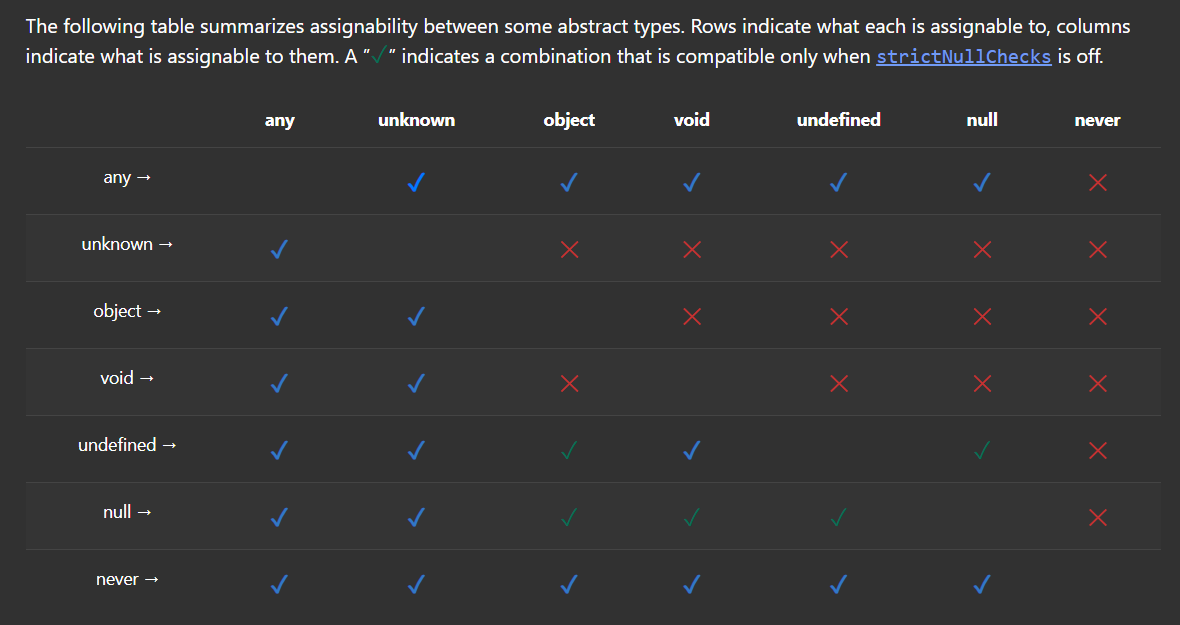 The following table summarizes assignability between some abstract types. Rows indicate what each is assignable to, columns
indicate what is assignable to them. A "✓" indicates a combination that is compatible only when strictNullChecks is off.
any unknown object void undefined null never
any → ✓ ✓ ✓ ✓ ✓ ✕
unknown → ✓ ✕ ✕ ✕ ✕ ✕
object → ✓ ✓ ✕ ✕ ✕ ✕
void → ✓ ✓ ✕ ✕ ✕ ✕
undefined → ✓ ✓ ✓ ✓ ✓ ✕
null → ✓ ✓ ✓ ✓ ✓ ✕
never → ✓ ✓ ✓ ✓ ✓ ✓